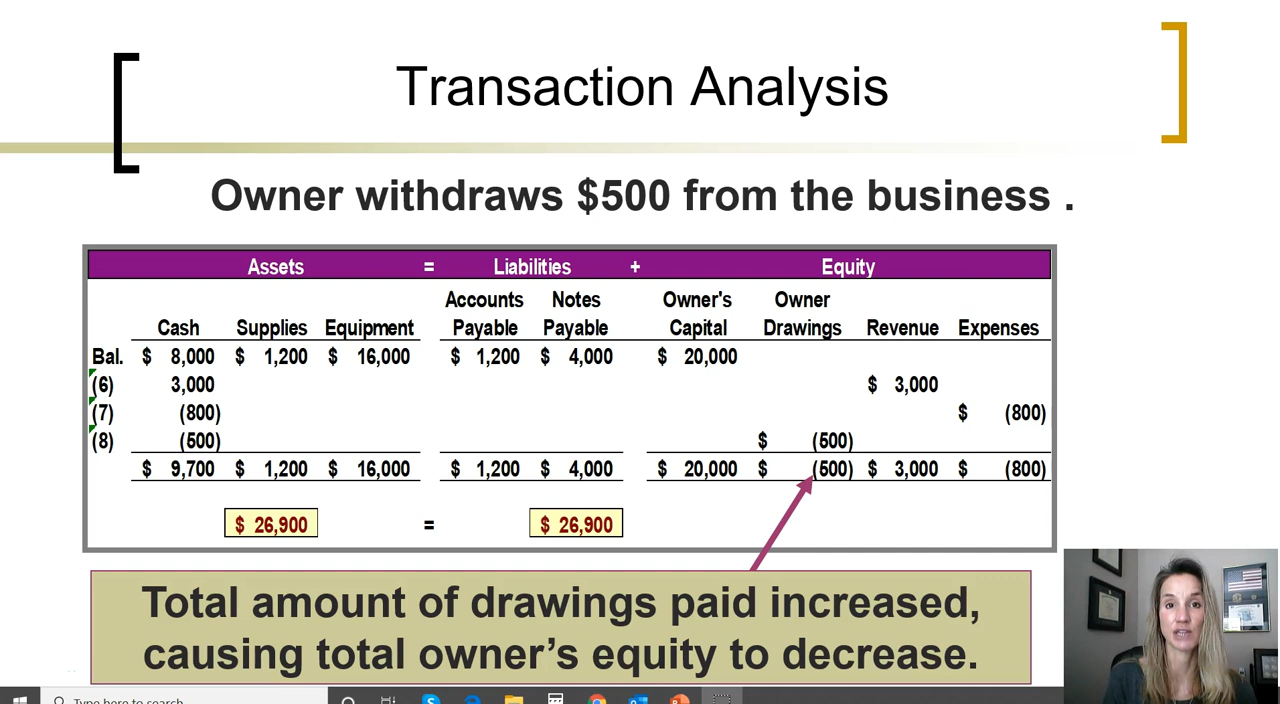 Transaction Analysis
Owner withdraws $500 from the business .
Assets = Liabilities + Equity
Accounts Notes Owner's Owner
Cash Supplies Equipment Payable Payable Capital Drawings Revenue Expenses
Bal. $ 8,000 $ 1,200 $ 16,000 $ 1,200 $ 4,000 $ 20,000
(6) 3,000 $ 3,000
(7) (800) $ (800)
(8) (500) $ (500)
$ 9,700 $ 1,200 $ 16,000 $ 1,200 $ 4,000 $ 20,000 $ (500) $ 3,000 $ (800)
$ 26,900 = $ 26,900
Total amount of drawings paid increased,
causing total owner’s equity to decrease.
Type here to search